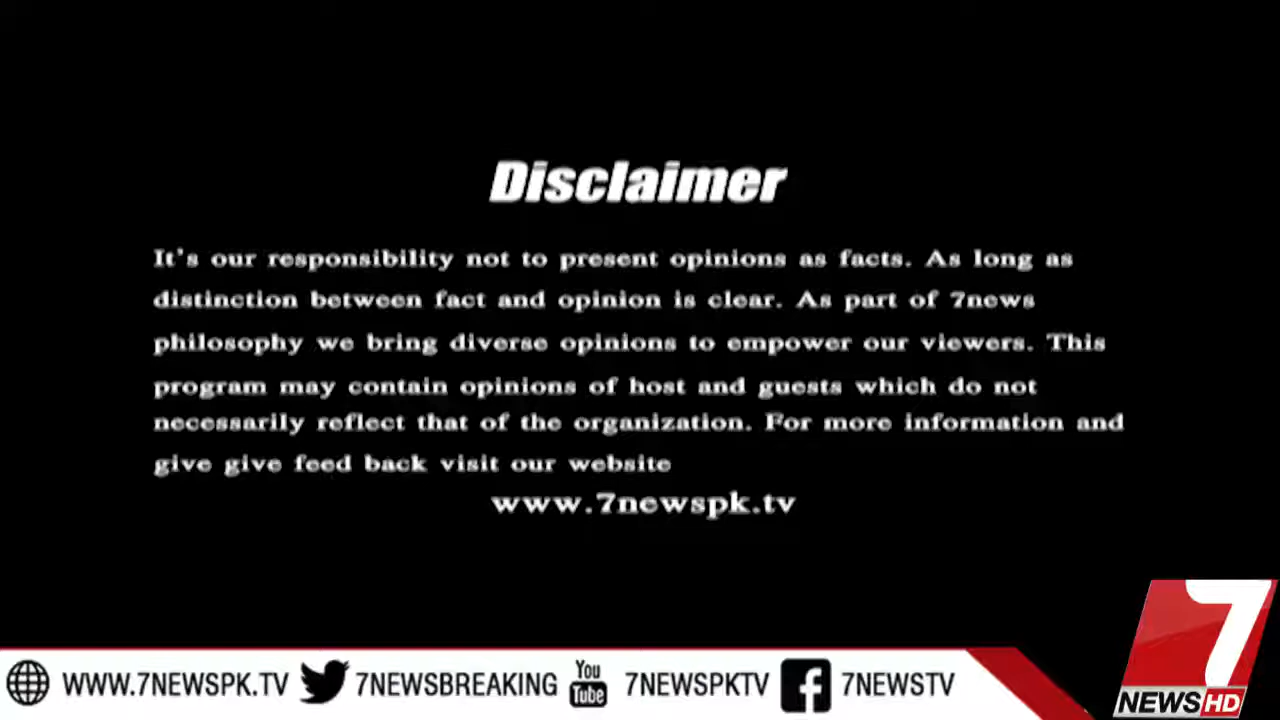 Disclaimer
It's our responsibility not to present opinions as facts. As long as
distinction between fact and opinion is clear. As part of 7news
philosophy we bring diverse opinions to empower our viewers. This
program may contain opinions of host and guests which do not
necessarily reflect that of the organization. For more information and
give give feed back visit our website
www.7newspk.tv
7
NEWS HD
WWW.7NEWSPK.TV 7NEWSBREAKING You Tube 7NEWSPKTV f 7NEWSTV